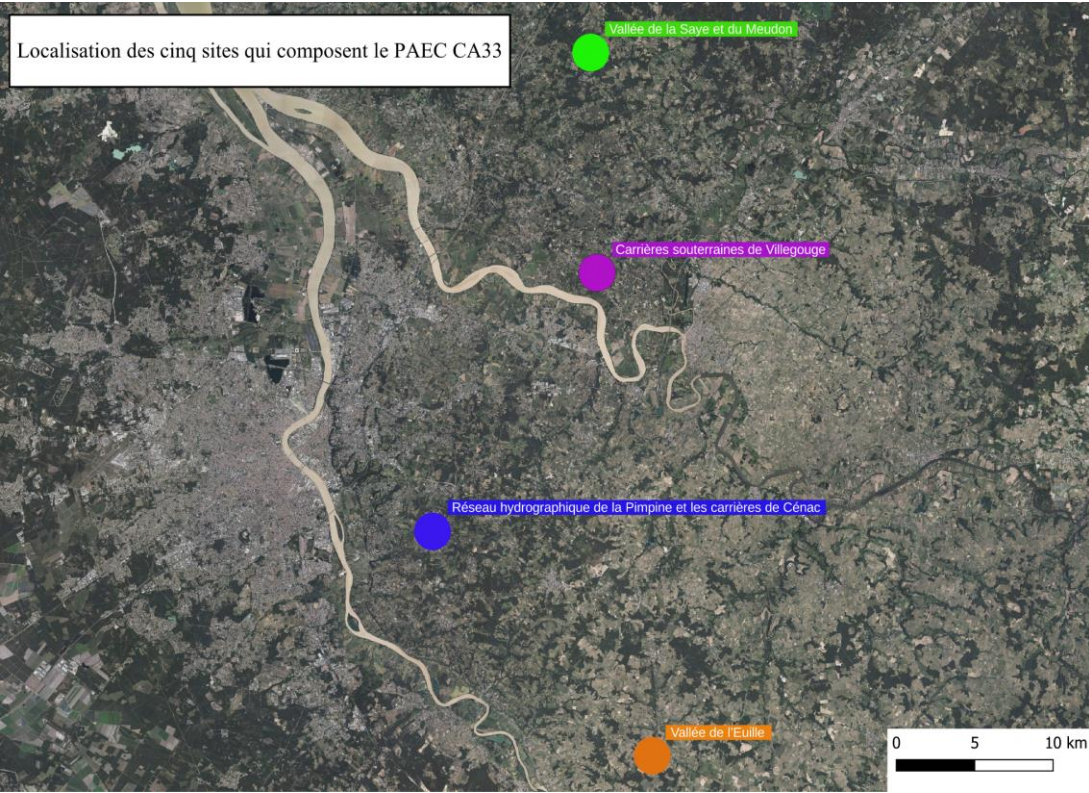 Localisation des cinq sites qui composent le PAEC CA33
Vallée de la Saye et du Meudon
Carrières souterraines de Villegouge
Réseau hydrographique de la Pimpine et les carrières de Cénac
Vallée de l'Euille
0 5 10 km